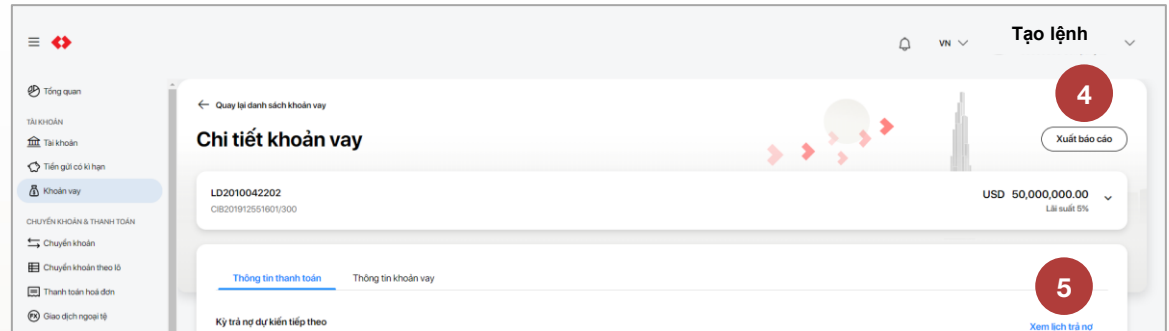 Tạo lệnh
VN
Tổng quan
4
Quay lại danh sách khoản vay
TÀI KHOẢN
Chi tiết khoản vay
Xuất báo cáo
Tài khoản
Tiền gửi có kì hạn
Khoản vay
LD2010042202
USD 50,000,000.00
CIB201912551601/300
Lãi suất 5%
CHUYỂN KHOẢN & THANH TOÁN
Chuyển khoản
Chuyển khoản theo lô
Thông tin thanh toán
Thông tin khoản vay
5
Thanh toán hoá đơn
FX
Giao dịch ngoại tệ
Kỳ trả nợ dự kiến tiếp theo
Xem lịch trả nợ